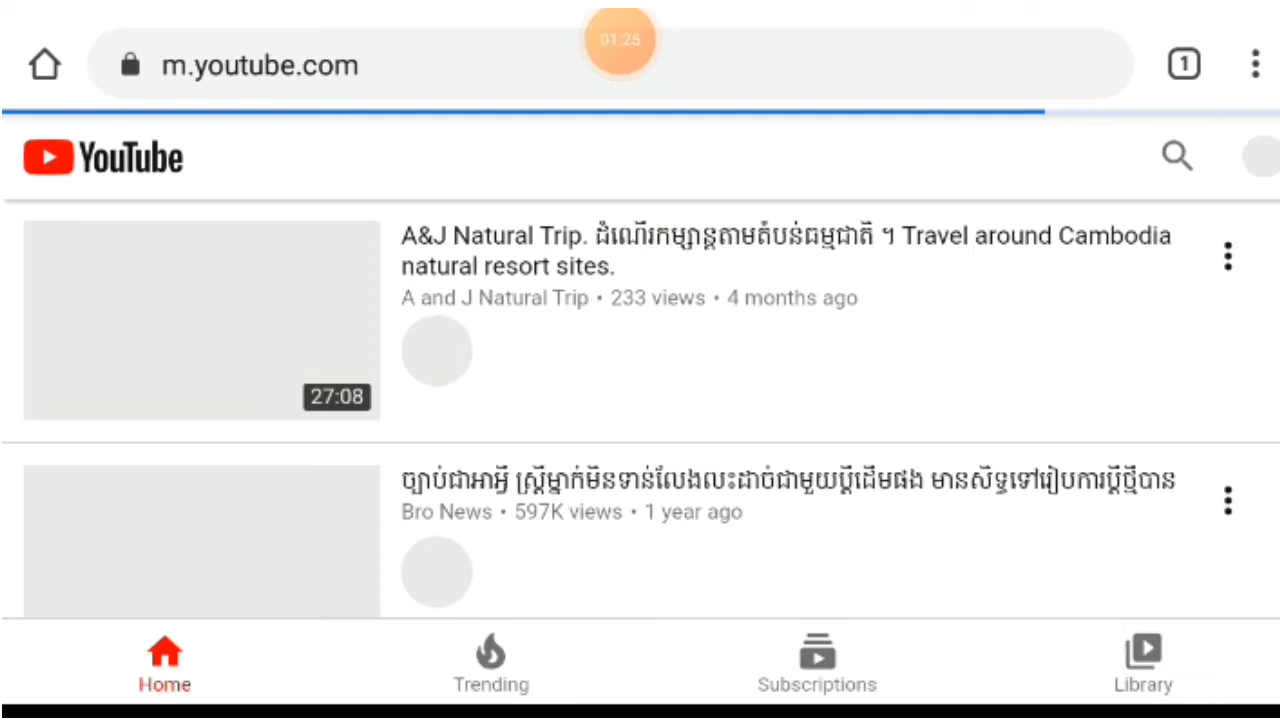 01:25
m.youtube.com
1
YouTube
A&J Natural Trip. ដំណើរកម្សាន្តតាមតំបន់ធម្មជាតិ ។ Travel around Cambodia
natural resort sites.
A and J Natural Trip • 233 views • 4 months ago
27:08
ច្បាប់ជាអាអ្វី ស្ត្រីម្នាក់មិនទាន់លែងលះដាច់ជាមួយប្តីដើមផង មានសិទ្ធទៅរៀបការប្តីថ្មីបាន
Bro News • 597K views • 1 year ago
Home
Trending
Subscriptions
Library